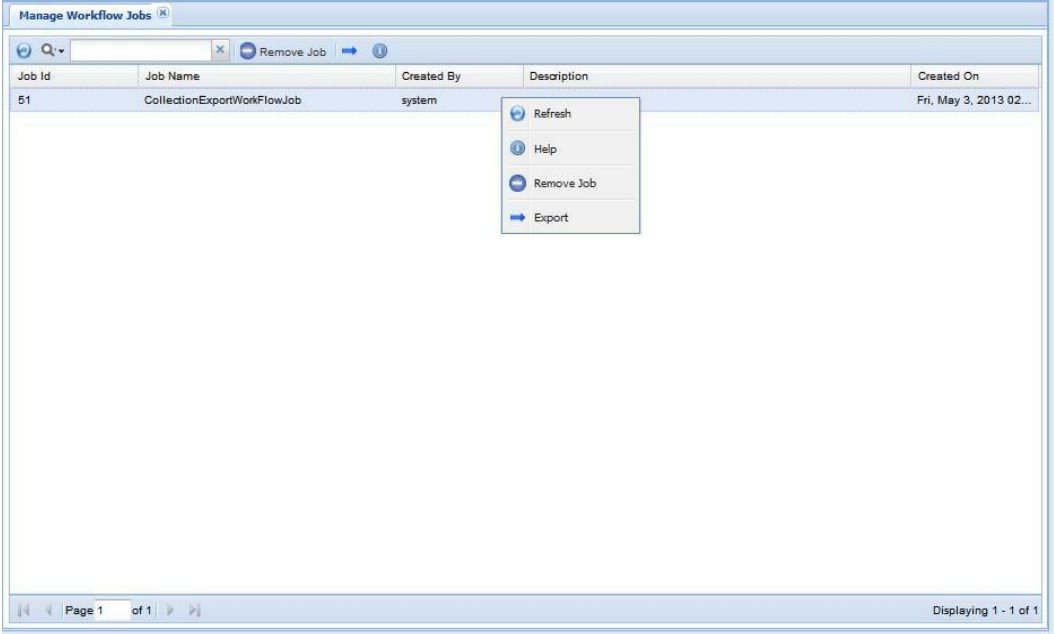 Manage Workflow Jobs
Remove Job
Job Id Job Name Created By Description Created On
51 CollectionExportWorkFlowJob system Fri, May 3, 2013 02...
Refresh
Help
Remove Job
Export
Page 1 of 1 Displaying 1 - 1 of 1